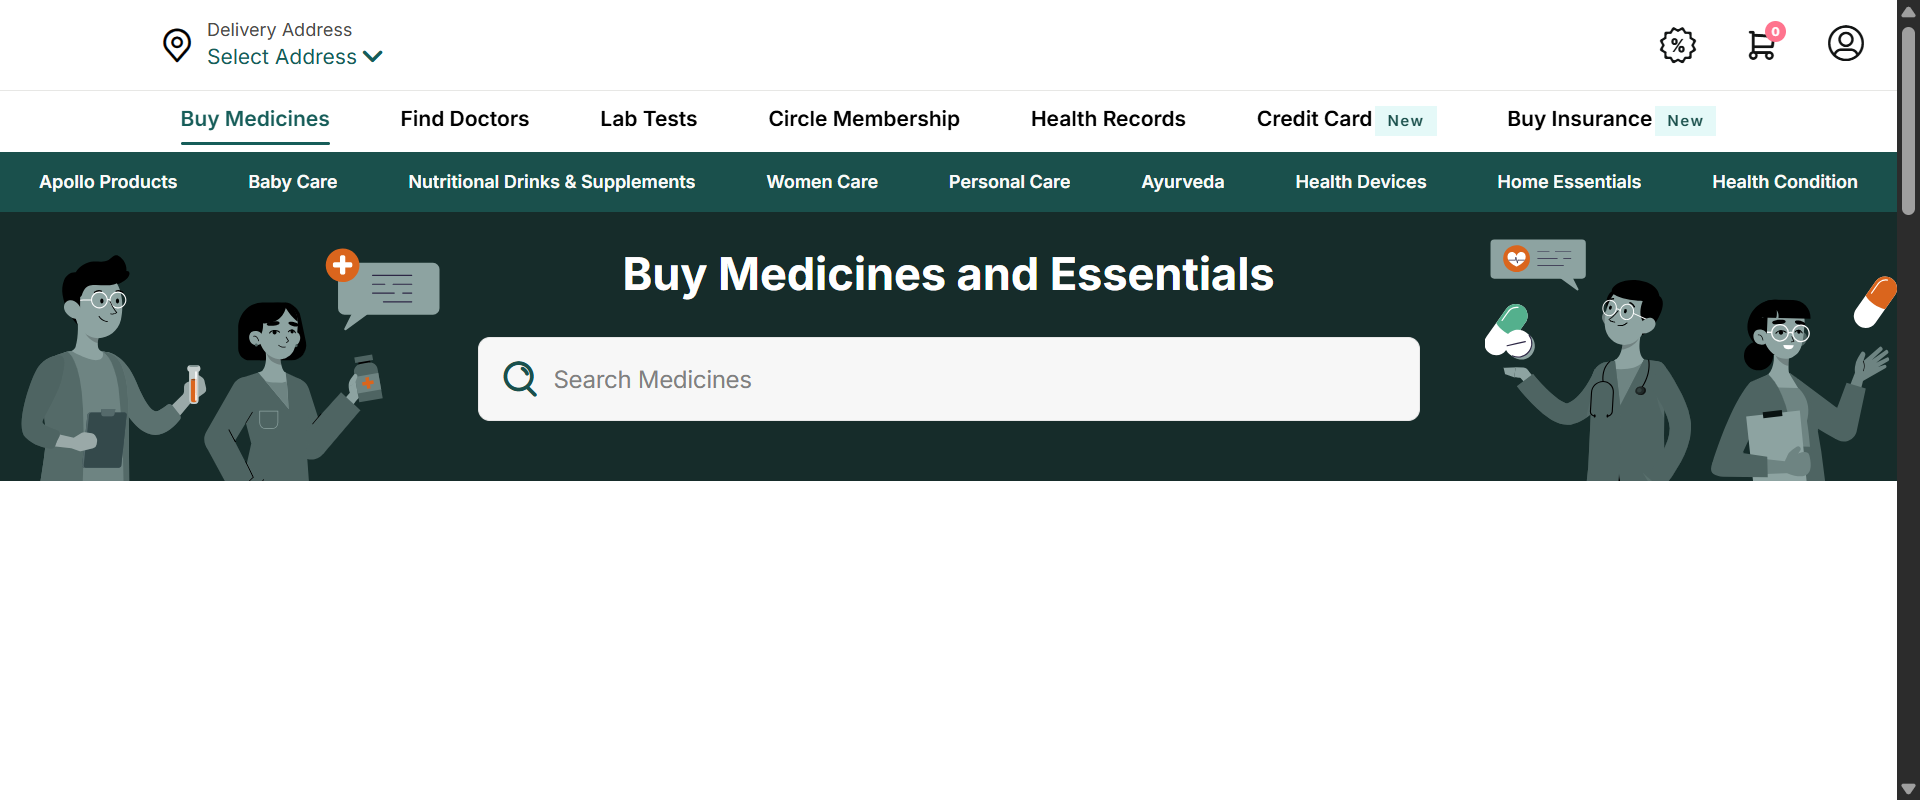 Delivery Address
Select Address
%
0
Buy Medicines
Find Doctors
Lab Tests
Circle Membership
Health Records
Credit Card New
Buy Insurance New
Apollo Products
Baby Care
Nutritional Drinks & Supplements
Women Care
Personal Care
Ayurveda
Health Devices
Home Essentials
Health Condition
Buy Medicines and Essentials
Search Medicines